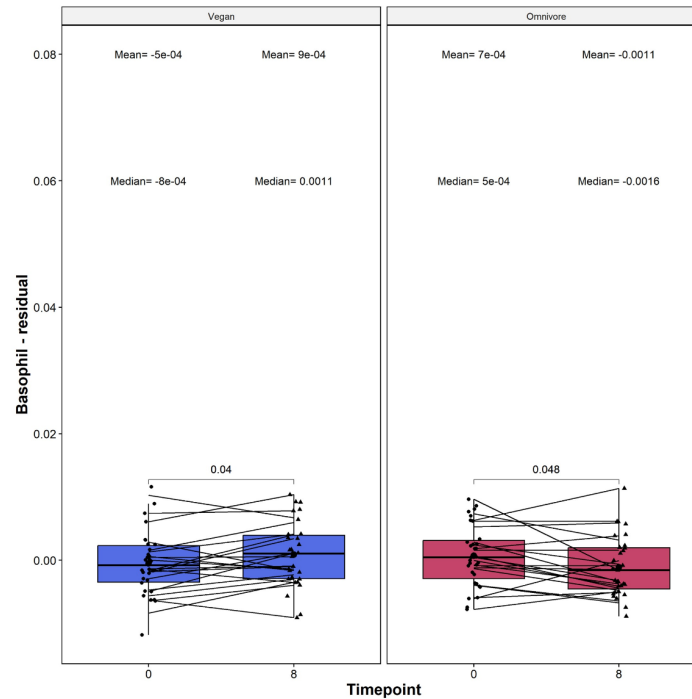 Vegan
Omnivore
Mean= -5e-04
Mean= 9e-04
Mean= 7e-04
Mean= -0.0011
Median= -8e-04
Median= 0.0011
Median= 5e-04
Median= -0.0016
0.08
0.06
0.04
0.02
0.00
Basophil - residual
0.04
0.048
0
8
0
8
Timepoint